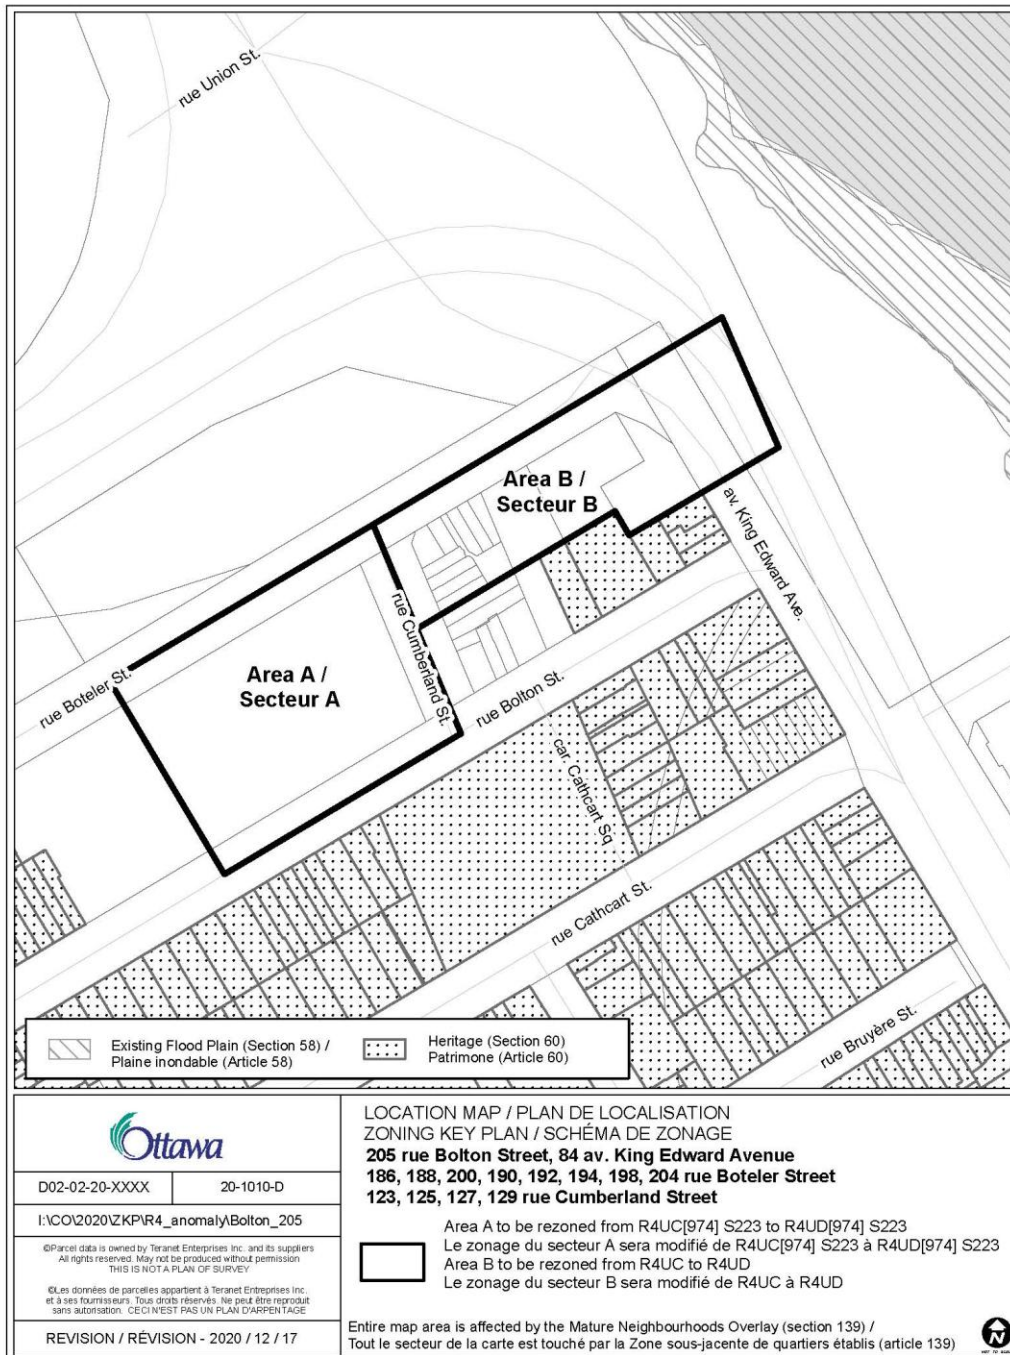 rue Union St.
Area B /
Secteur B
av. King Edward Ave.
rue Cumberland St.
Area A /
Secteur A
rue Boteler St.
rue Bolton St.
car. Cathcart Sq
rue Cathcart St.
rue Bruyère St.
Existing Flood Plain (Section 58) /
Plaine inondable (Article 58)
Heritage (Section 60)
Patrimone (Article 60)
Ottawa
D02-02-20-XXXX
20-1010-D
I:\CO\2020\ZKP\R4_anomaly\Bolton_205
©Parcel data is owned by Teranet Enterprises Inc. and its suppliers
All rights reserved. May not be produced without permission
THIS IS NOT A PLAN OF SURVEY
©Les données de parcelles appartient à Teranet Entreprises Inc.
et à ses fournisseurs. Tous droits réservés. Ne peut être reproduit
sans autorisation. CECI N'EST PAS UN PLAN D'ARPENTAGE
REVISION / RÉVISION - 2020 / 12 / 17
LOCATION MAP / PLAN DE LOCALISATION
ZONING KEY PLAN / SCHÉMA DE ZONAGE
205 rue Bolton Street, 84 av. King Edward Avenue
186, 188, 200, 190, 192, 194, 198, 204 rue Boteler Street
123, 125, 127, 129 rue Cumberland Street
Area A to be rezoned from R4UC[974] S223 to R4UD[974] S223
Le zonage du secteur A sera modifié de R4UC[974] S223 à R4UD[974] S223
Area B to be rezoned from R4UC to R4UD
Le zonage du secteur B sera modifié de R4UC à R4UD
Entire map area is affected by the Mature Neighbourhoods Overlay (section 139) /
Tout le secteur de la carte est touché par la Zone sous-jacente de quartiers établis (article 139)
N